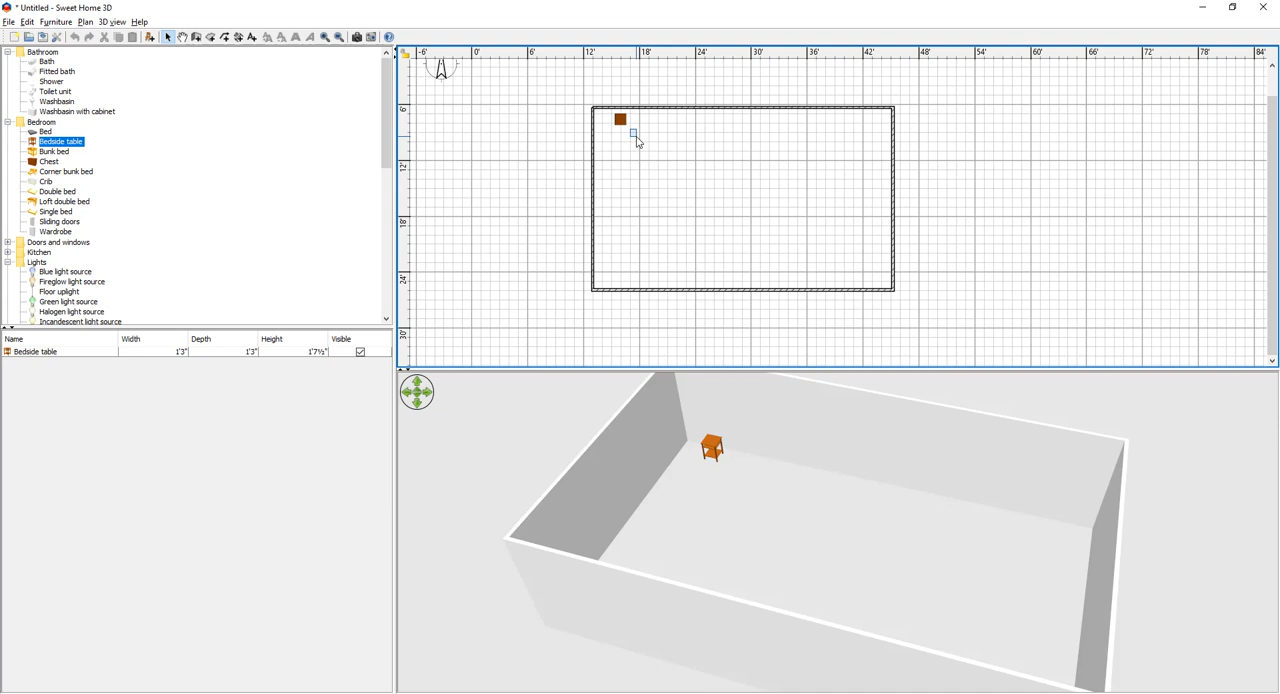 * Untitled - Sweet Home 3D
File Edit Furniture Plan 3D view Help
Bathroom
Bath
Fitted bath
Shower
Toilet unit
Washbasin
Washbasin with cabinet
Bedroom
Bed
Bedside table
Bunk bed
Chest
Corner bunk bed
Crib
Double bed
Loft double bed
Single bed
Sliding doors
Wardrobe
Doors and windows
Kitchen
Lights
Blue light source
Fireglow light source
Floor uplight
Green light source
Halogen light source
Incandescent light source
Name Width Depth Height Visible
Bedside table 1'3" 1'3" 1'7½"
-6' 0' 6' 12' 18' 24' 30' 36' 42' 48' 54' 60' 66' 72' 78' 84'
6'
12'
18'
24'
30'